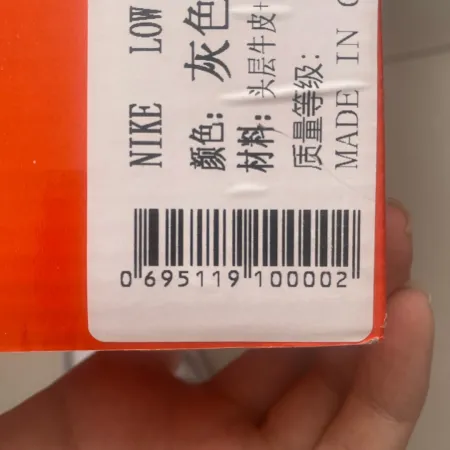 NIKE LOW
颜色: 灰色
材料: 头层牛皮+
质量等级:
MADE IN C
0695119100002